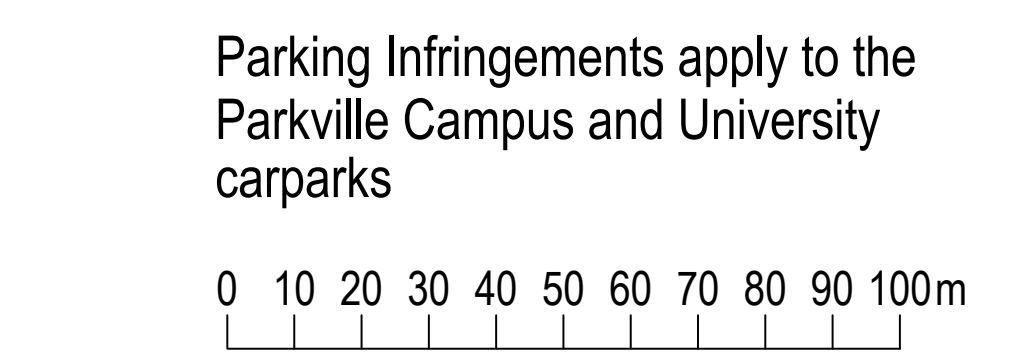 Parking Infringements apply to the
Parkville Campus and University
carparks
0 10 20 30 40 50 60 70 80 90 100m